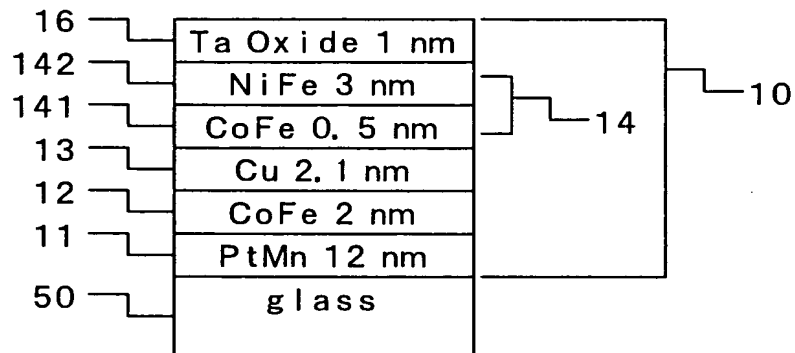 16
Ta Oxide 1 nm
142
NiFe 3 nm
10
141
CoFe 0.5 nm
14
13
Cu 2.1 nm
12
CoFe 2 nm
11
PtMn 12 nm
50
glass